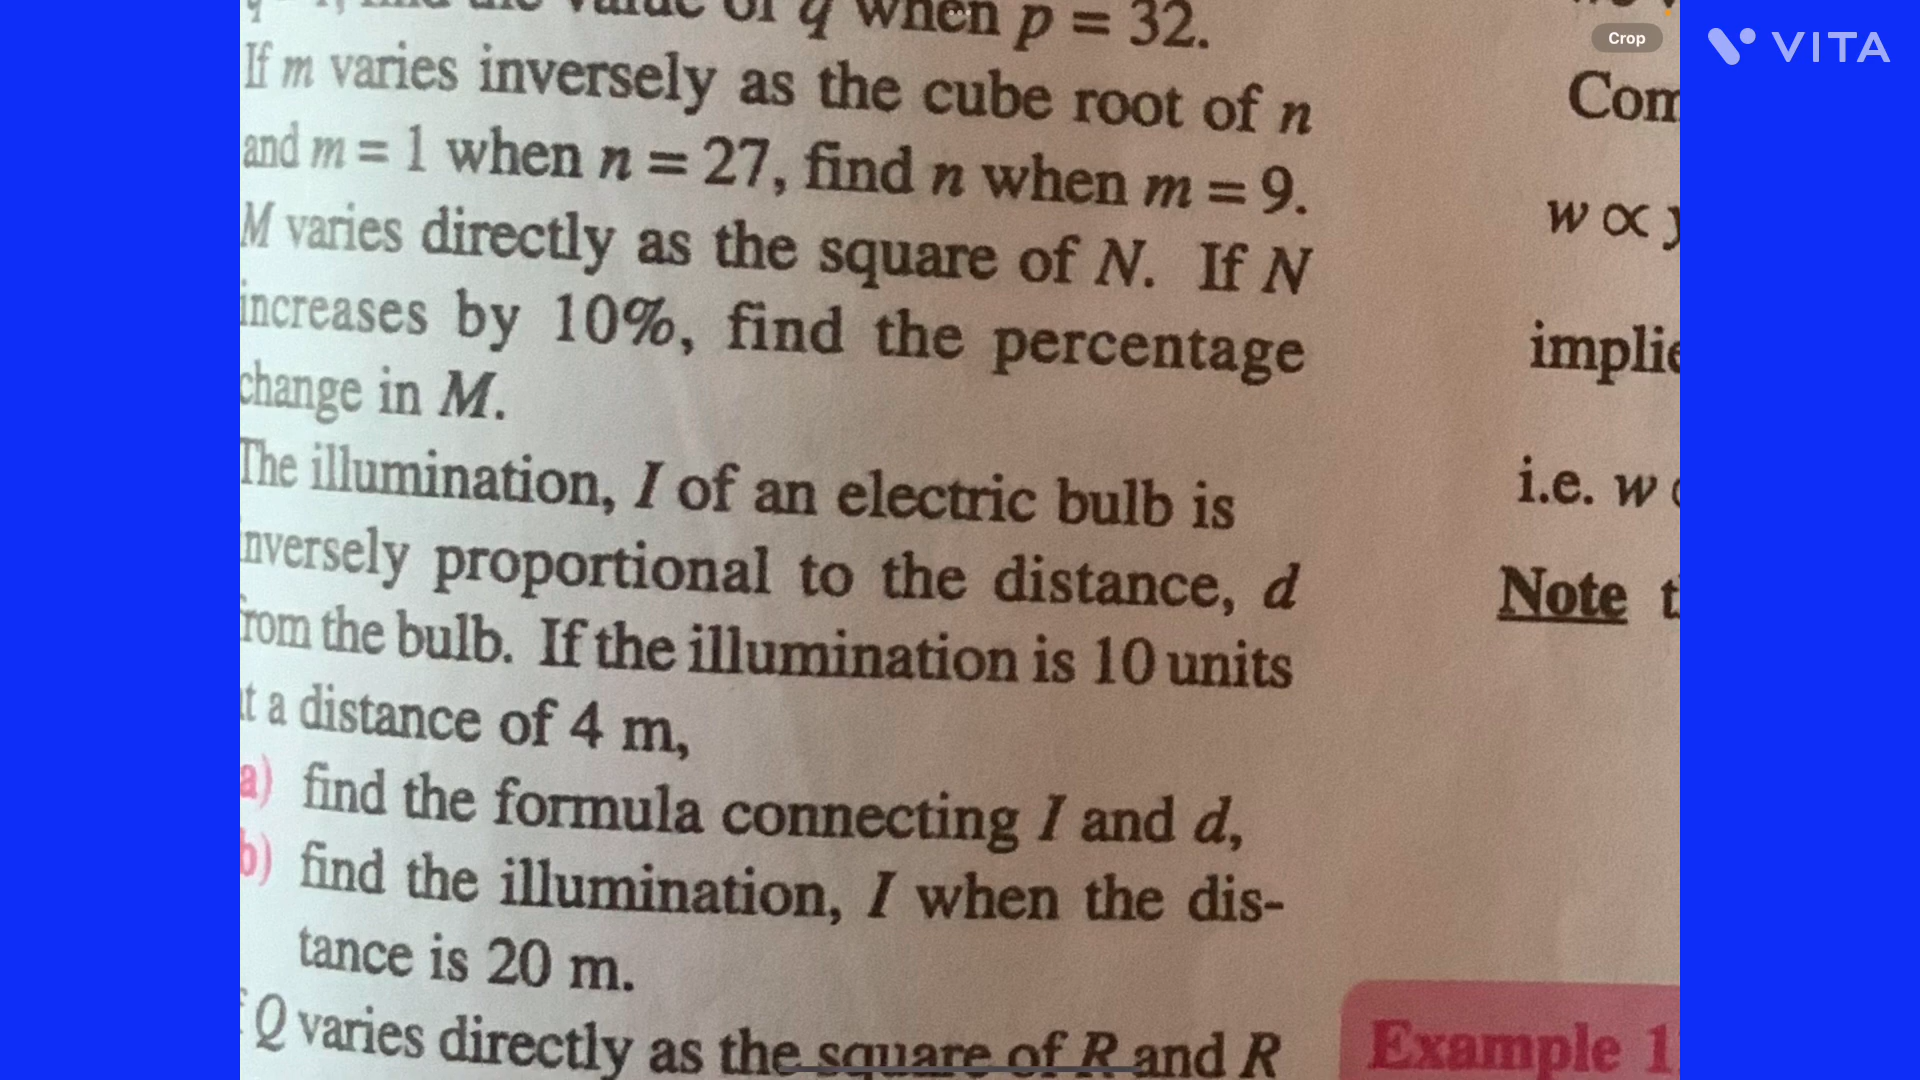 when p = 32.
If m varies inversely as the cube root of n
and m = 1 when n = 27, find n when m = 9.
M varies directly as the square of N. If N
increases by 10%, find the percentage
change in M.
The illumination, I of an electric bulb is
nversely proportional to the distance, d
from the bulb. If the illumination is 10 units
t a distance of 4 m,
a) find the formula connecting I and d,
b) find the illumination, I when the dis-
tance is 20 m.
Q varies directly as the square of R and R
Crop
VITA
Com
w ∝
implie
i.e. w
Note t
Example 1